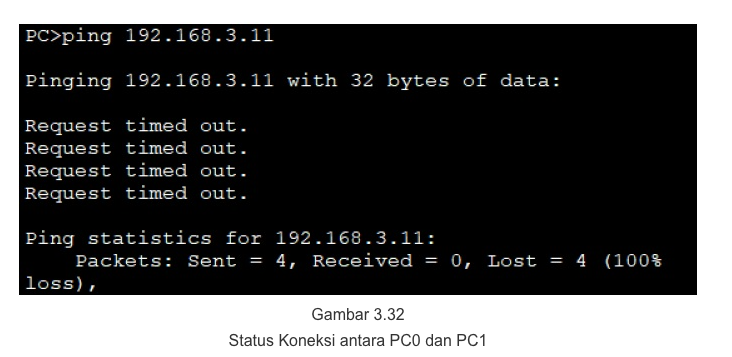 PC>ping 192.168.3.11
Pinging 192.168.3.11 with 32 bytes of data:
Request timed out.
Request timed out.
Request timed out.
Request timed out.
Ping statistics for 192.168.3.11:
Packets: Sent = 4, Received = 0, Lost = 4 (100%
loss),
Gambar 3.32
Status Koneksi antara PC0 dan PC1